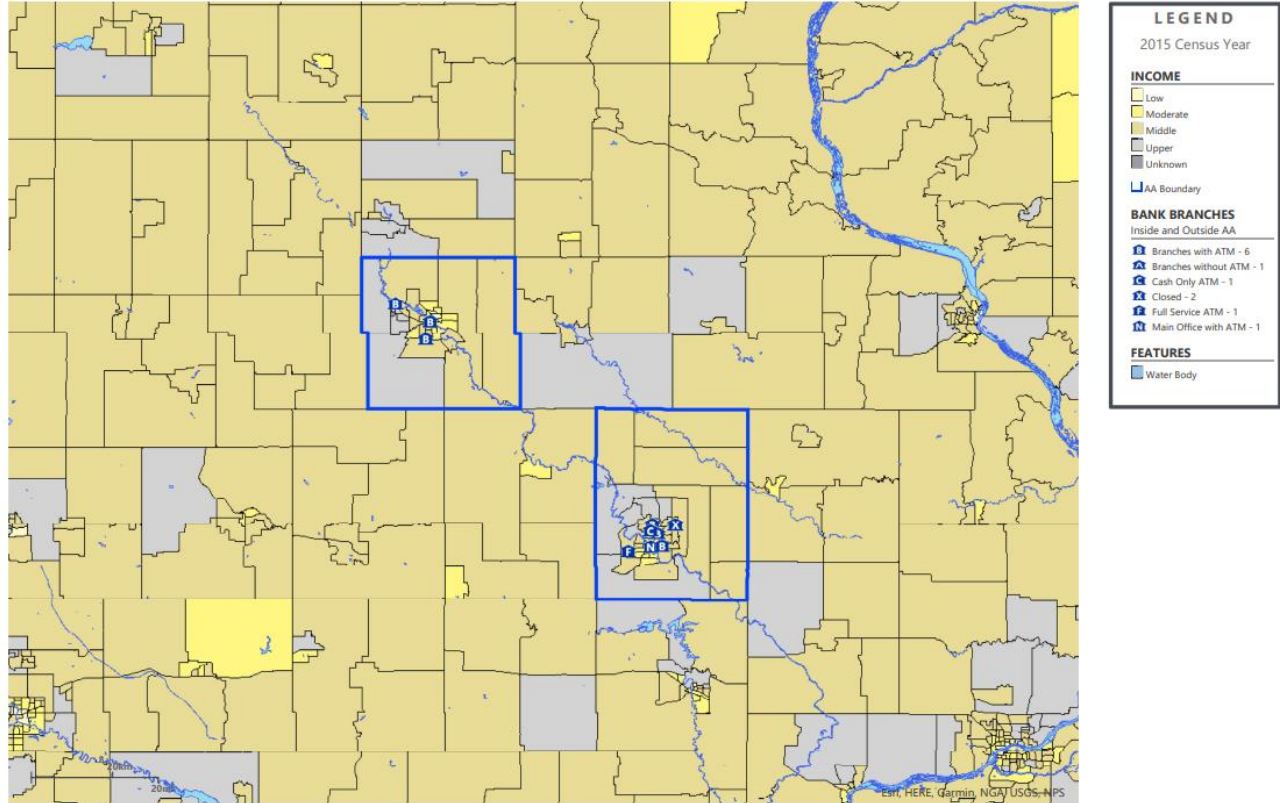 LEGEND
2015 Census Year
INCOME
Low
Moderate
Middle
Upper
Unknown
AA Boundary
BANK BRANCHES
Inside and Outside AA
B Branches with ATM - 6
A Branches without ATM - 1
C Cash Only ATM - 1
X Closed - 2
F Full Service ATM - 1
N Main Office with ATM - 1
FEATURES
Water Body
B
B
B
C
X
N B
F
20km
Esri, HERE, Garmin, NGA, USGS, NPS